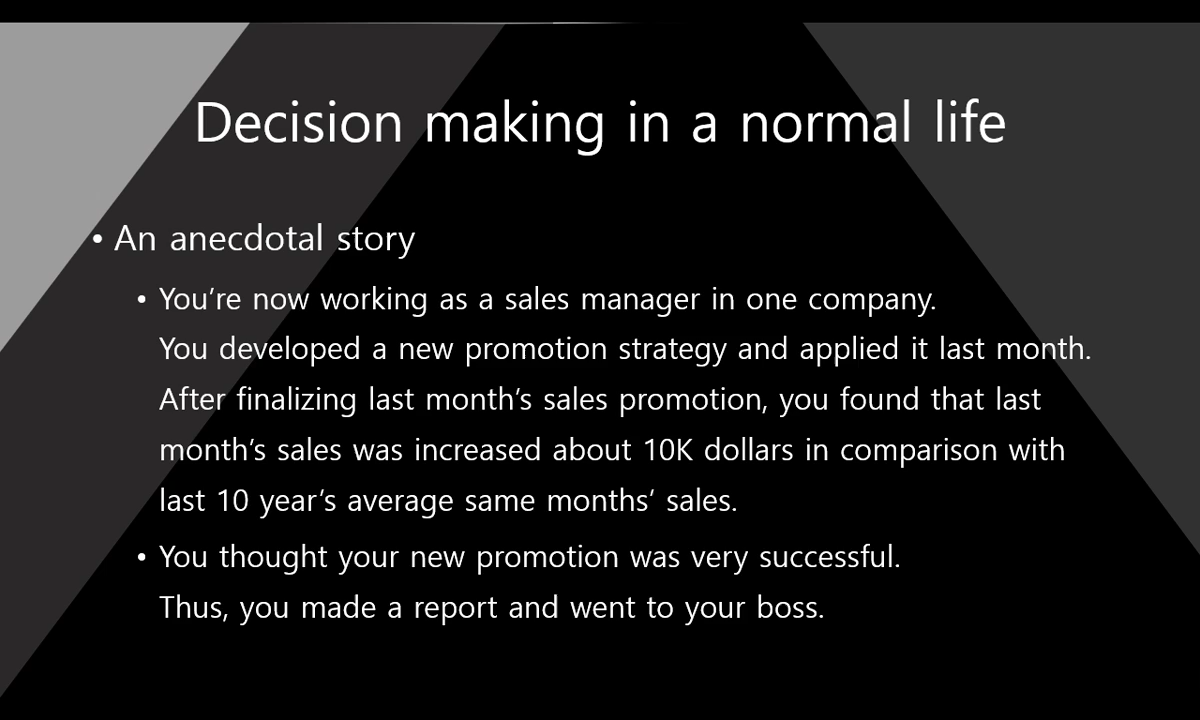 Decision making in a normal life
• An anecdotal story
• You’re now working as a sales manager in one company.
You developed a new promotion strategy and applied it last month.
After finalizing last month’s sales promotion, you found that last
month’s sales was increased about 10K dollars in comparison with
last 10 year’s average same months’ sales.
• You thought your new promotion was very successful.
Thus, you made a report and went to your boss.